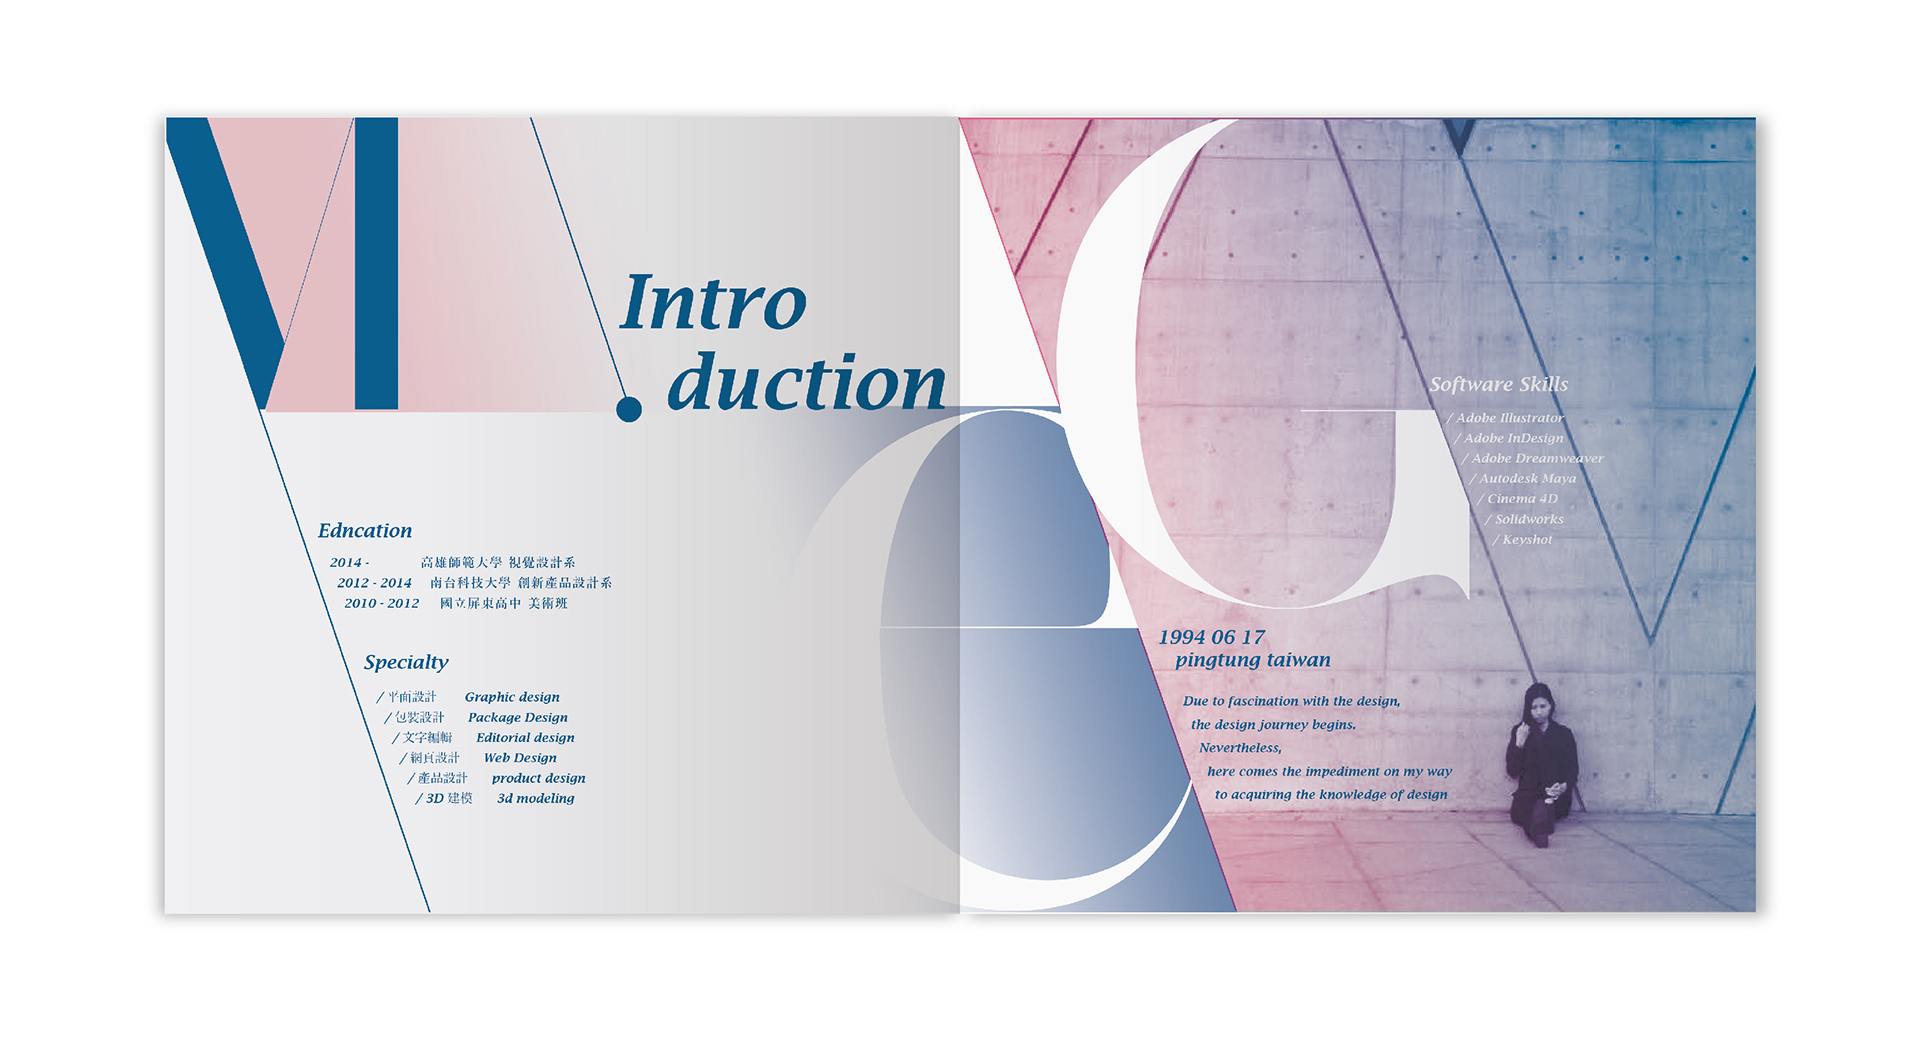 Intro
duction
Edncation
2014 - 高雄師範大學 視覺設計系
2012 - 2014 南台科技大學 創新產品設計系
2010 - 2012 國立屏東高中 美術班
Specialty
/ 平面設計 Graphic design
/ 包裝設計 Package Design
/ 文字編輯 Editorial design
/ 網頁設計 Web Design
/ 產品設計 product design
/ 3D 建模 3d modeling
G
e
Software Skills
/ Adobe Illustrator
/ Adobe InDesign
/ Adobe Dreamweaver
/ Autodesk Maya
/ Cinema 4D
/ Solidworks
/ Keyshot
1994 06 17
pingtung taiwan
Due to fascination with the design,
the design journey begins.
Nevertheless,
here comes the impediment on my way
to acquiring the knowledge of design